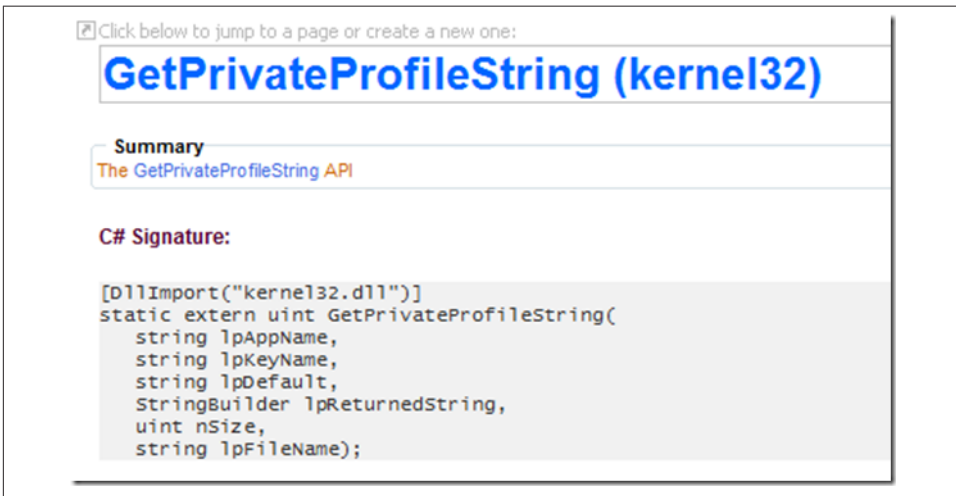 Click below to jump to a page or create a new one:
GetPrivateProfileString (kernel32)
Summary
The GetPrivateProfileString API
C# Signature:
[DllImport("kernel32.dll")]
static extern uint GetPrivateProfileString(
   string lpAppName,
   string lpKeyName,
   string lpDefault,
   StringBuilder lpReturnedString,
   uint nSize,
   string lpFileName);